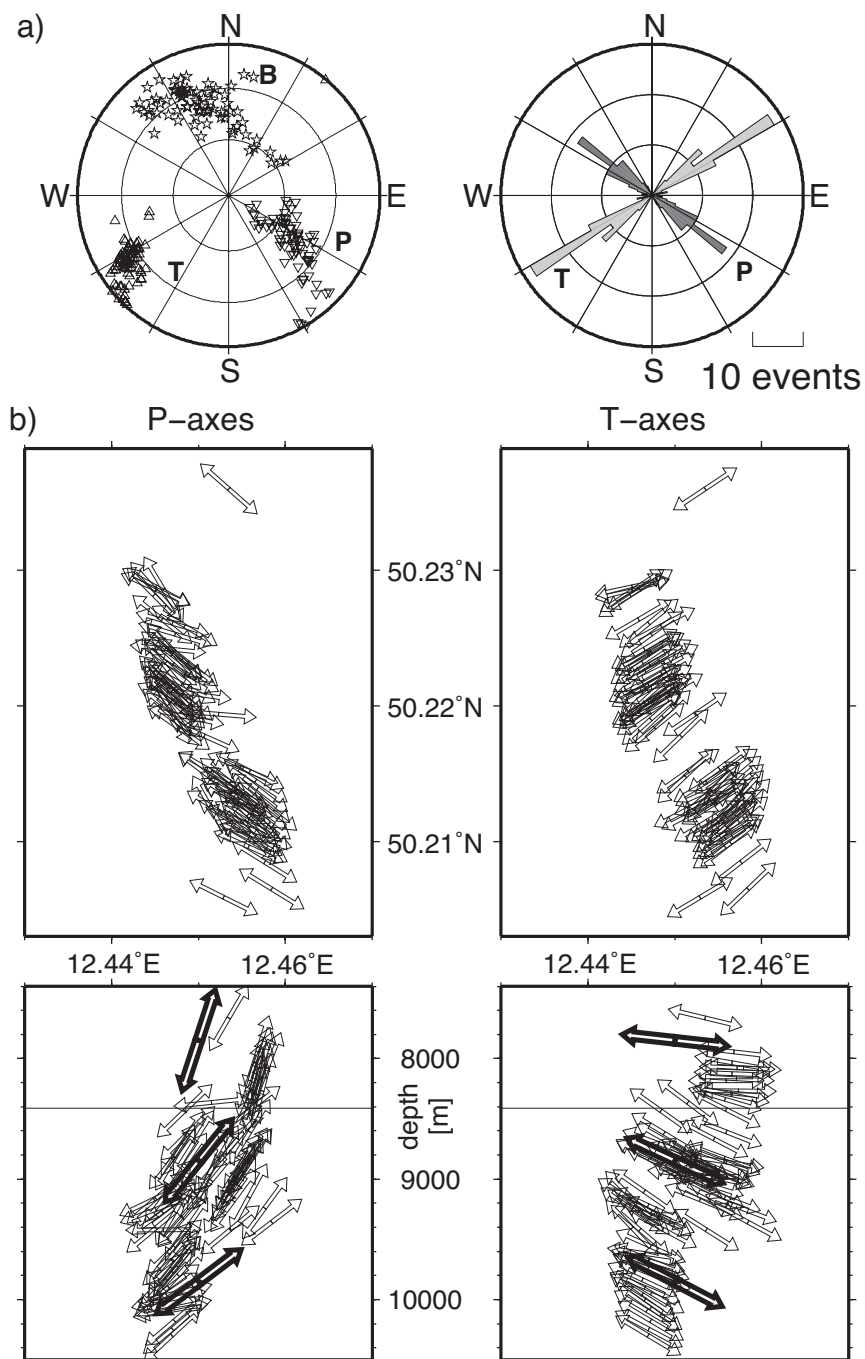 a)
N
N
B
W
E
W
E
P
T
T
P
S
S
10 events
b)
P−axes
T−axes
50.23˚N
50.22˚N
50.21˚N
12.44˚E
12.46˚E
12.44˚E
12.46˚E
8000
depth
[m]
9000
10000